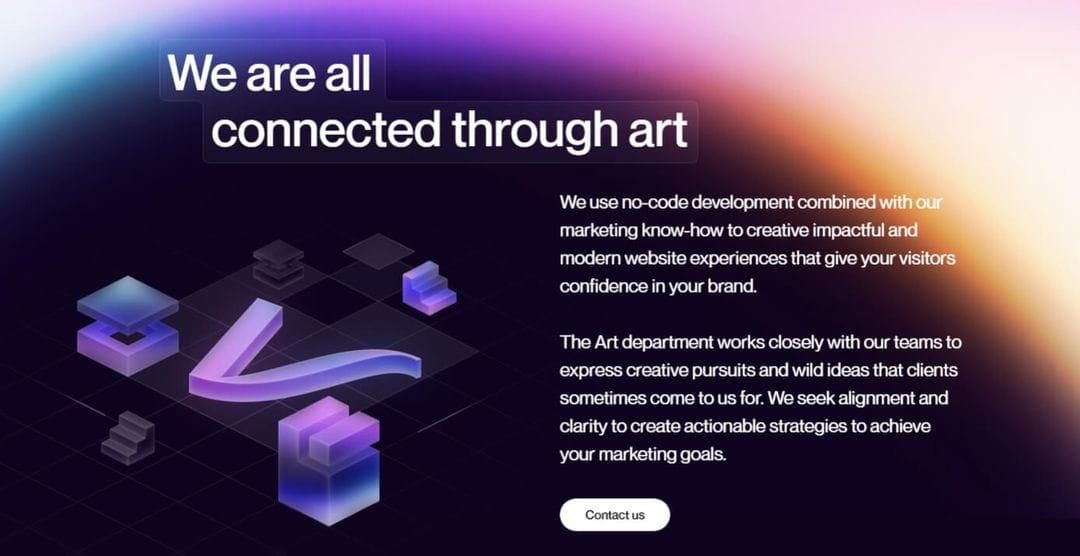 We are all
connected through art
We use no-code development combined with our
marketing know-how to creative impactful and
modern website experiences that give your visitors
confidence in your brand.
The Art department works closely with our teams to
express creative pursuits and wild ideas that clients
sometimes come to us for. We seek alignment and
clarity to create actionable strategies to achieve
your marketing goals.
Contact us